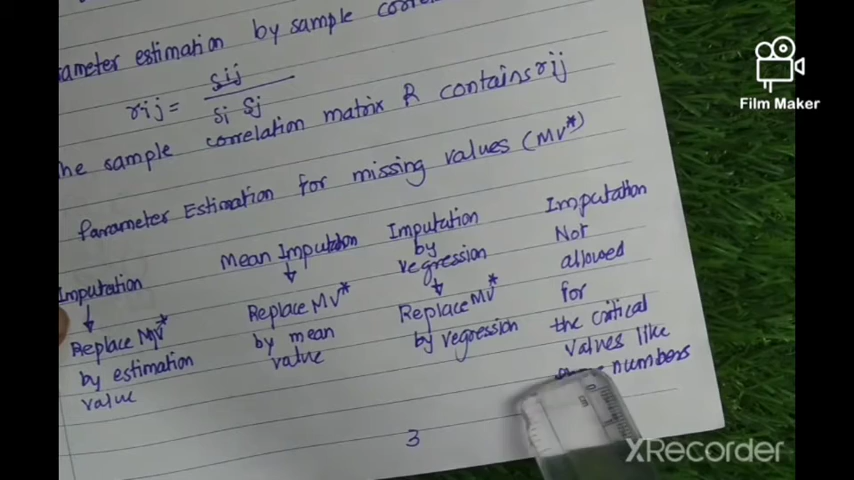 Parameter estimation by sample
rij = sij
si sj
The sample correlation matrix R contains rij
Parameter Estimation for missing values (MV*)
Imputation
↓
Replace MV*
by estimation
value
Mean Imputation
↓
Replace MV*
by mean
value
Imputation
by
regression
↓
Replace MV*
by regression
Imputation
Not
allowed
for
the critical
values like
numbers
3
Film Maker
XRecorder